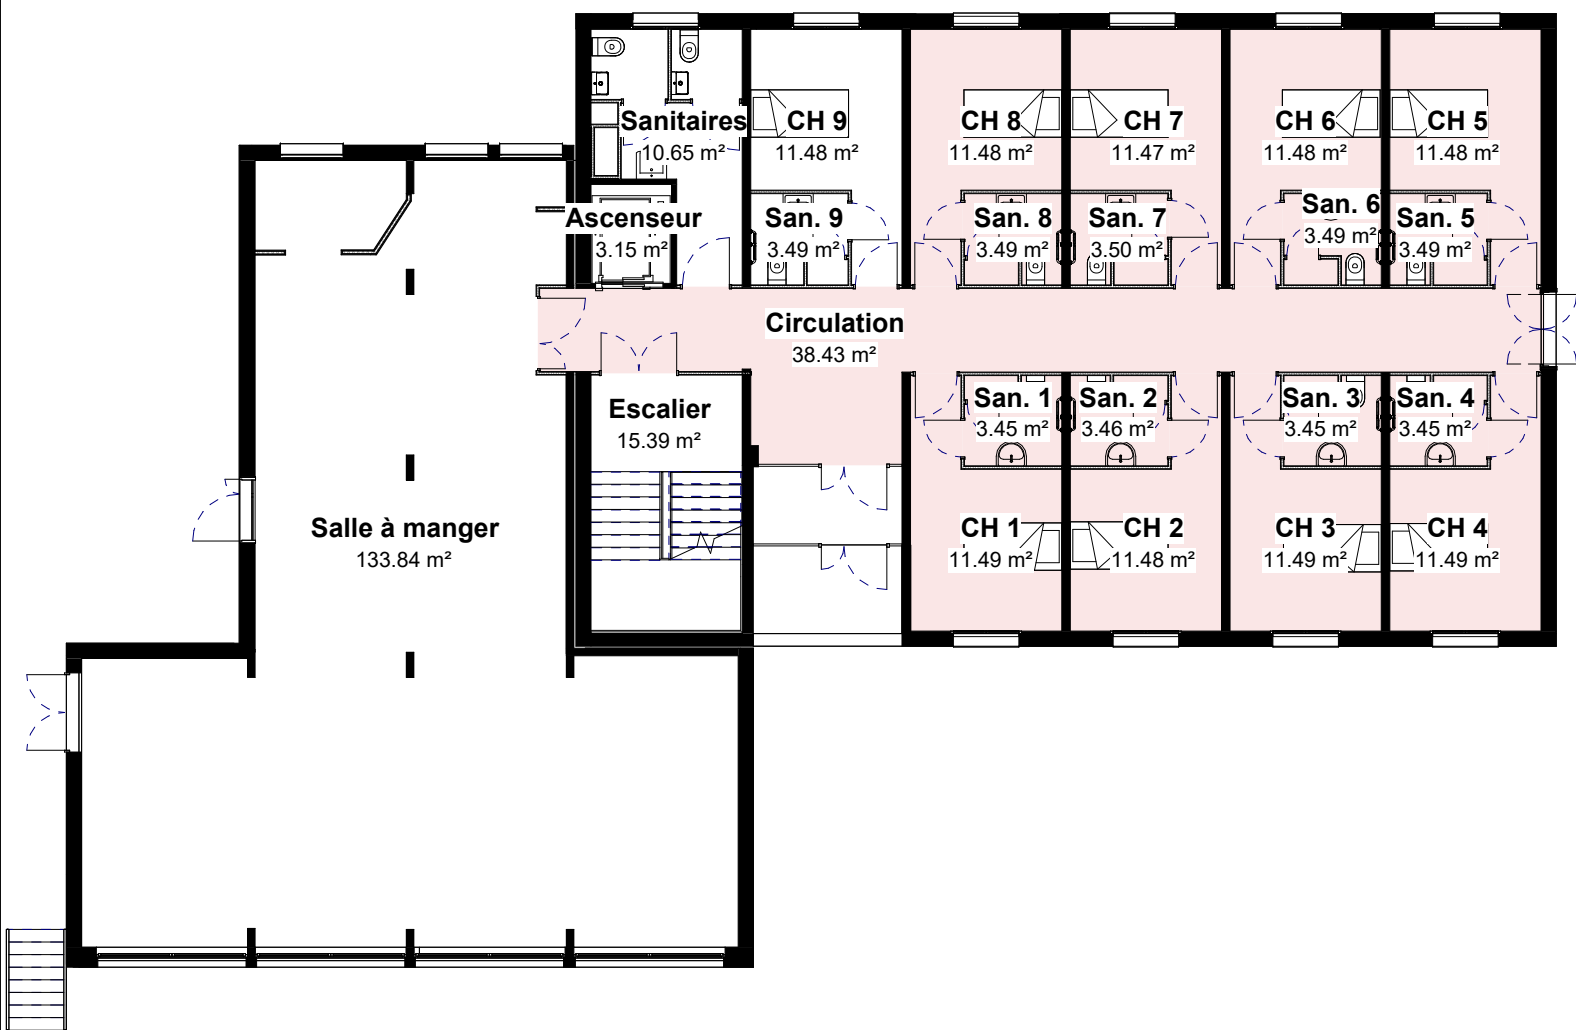 Sanitaires
10.65 m²
CH 9
11.48 m²
CH 8
11.48 m²
CH 7
11.47 m²
CH 6
11.48 m²
CH 5
11.48 m²
Ascenseur
3.15 m²
San. 9
3.49 m²
San. 8
3.49 m²
San. 7
3.50 m²
San. 6
3.49 m²
San. 5
3.49 m²
Circulation
38.43 m²
Escalier
15.39 m²
San. 1
3.45 m²
San. 2
3.46 m²
San. 3
3.45 m²
San. 4
3.45 m²
Salle à manger
133.84 m²
CH 1
11.49 m²
CH 2
11.48 m²
CH 3
11.49 m²
CH 4
11.49 m²